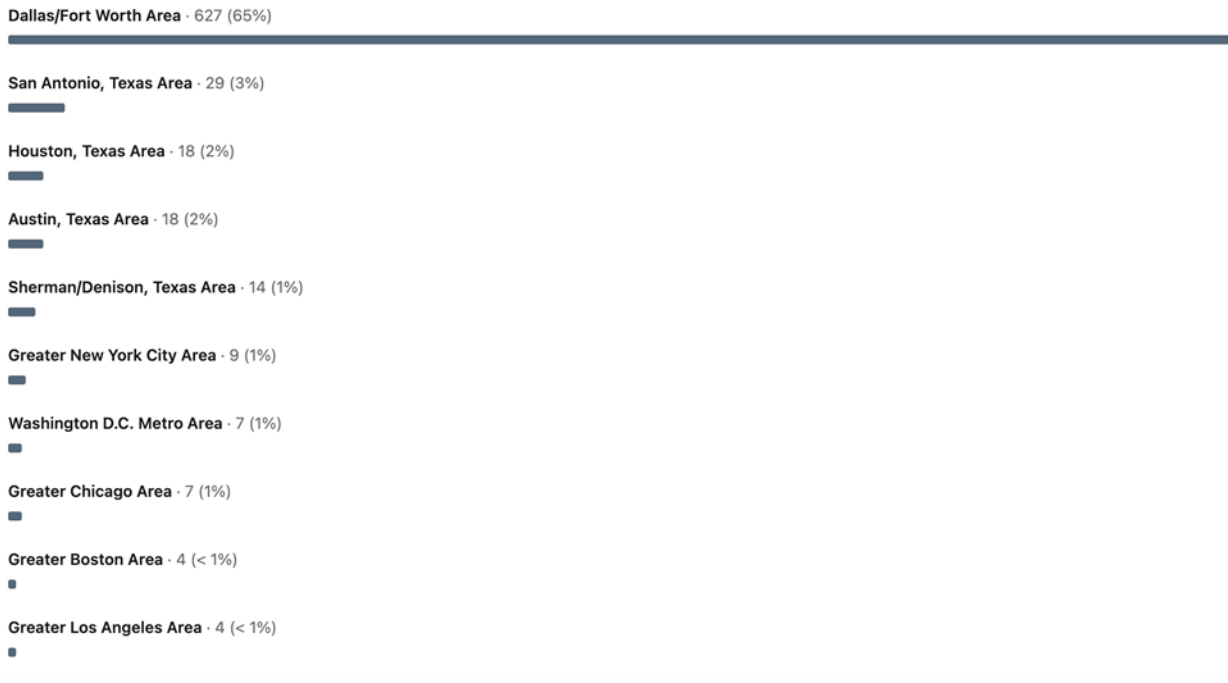 Dallas/Fort Worth Area · 627 (65%)
San Antonio, Texas Area · 29 (3%)
Houston, Texas Area · 18 (2%)
Austin, Texas Area · 18 (2%)
Sherman/Denison, Texas Area · 14 (1%)
Greater New York City Area · 9 (1%)
Washington D.C. Metro Area · 7 (1%)
Greater Chicago Area · 7 (1%)
Greater Boston Area · 4 (< 1%)
Greater Los Angeles Area · 4 (< 1%)